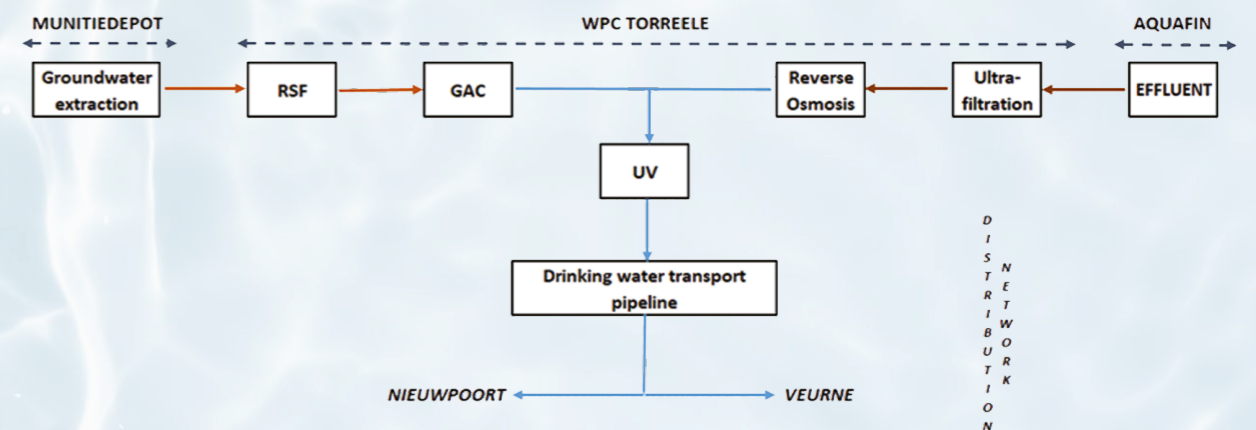 MUNITIEDEPOT
WPC TORREELE
AQUAFIN
Groundwater
extraction
RSF
GAC
Reverse
Osmosis
Ultra-
filtration
EFFLUENT
UV
Drinking water transport
pipeline
NIEUWPOORT
VEURNE
DISTRIBUTION
NETWORK